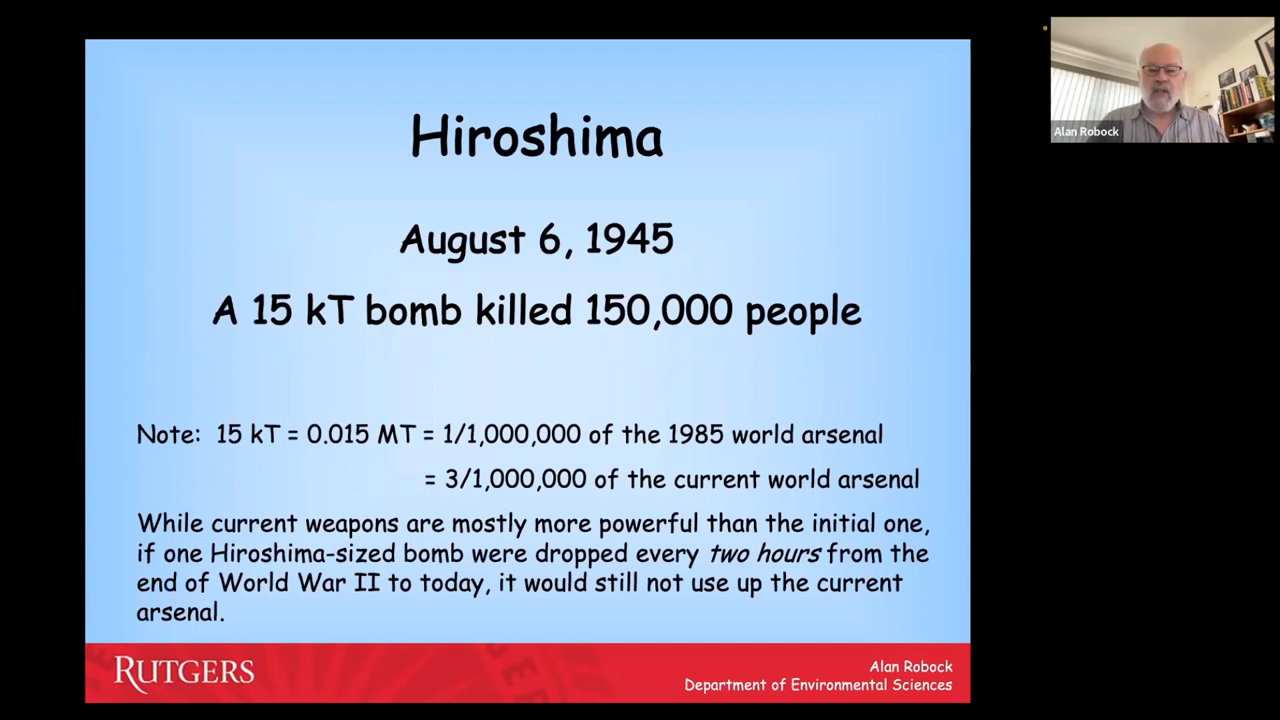 Hiroshima
August 6, 1945
A 15 kT bomb killed 150,000 people
Note: 15 kT = 0.015 MT = 1/1,000,000 of the 1985 world arsenal
= 3/1,000,000 of the current world arsenal
While current weapons are mostly more powerful than the initial one,
if one Hiroshima-sized bomb were dropped every two hours from the
end of World War II to today, it would still not use up the current
arsenal.
RUTGERS
Alan Robock
Department of Environmental Sciences
Alan Robock